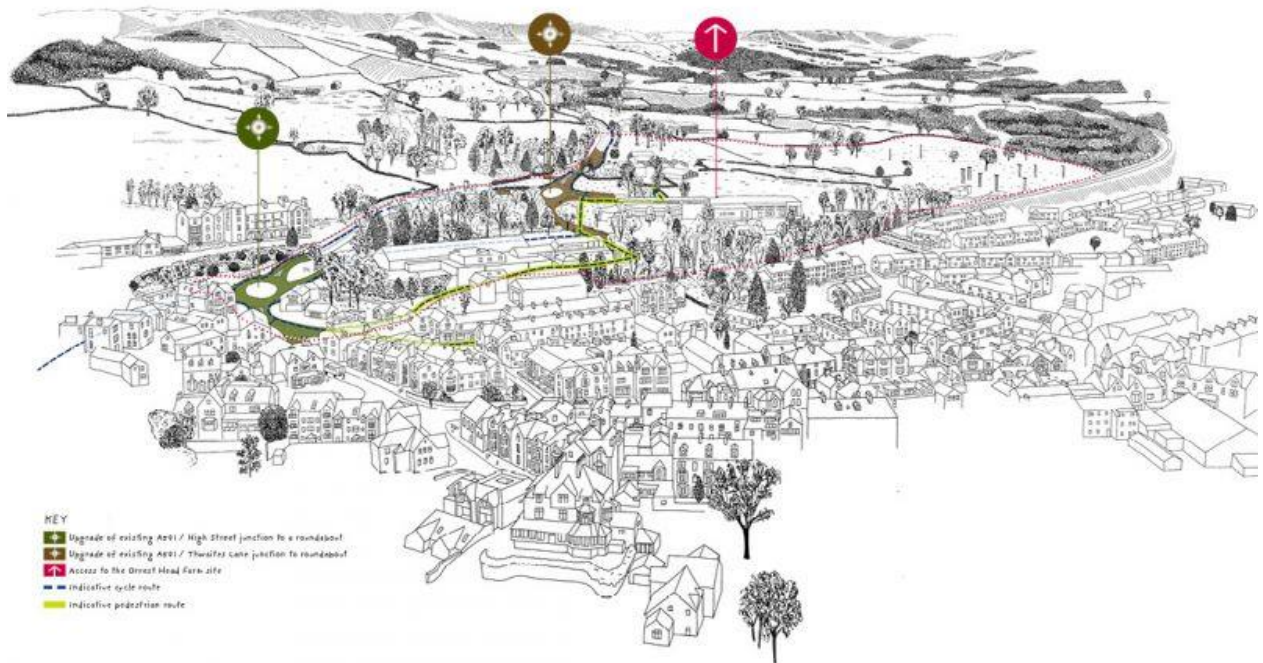 KEY
Upgrade of existing A591 / High Street junction to a roundabout
Upgrade of existing A591 / Thwaites Lane junction to roundabout
Access to the Orrest Head Farm site
Indicative cycle route
Indicative pedestrian route